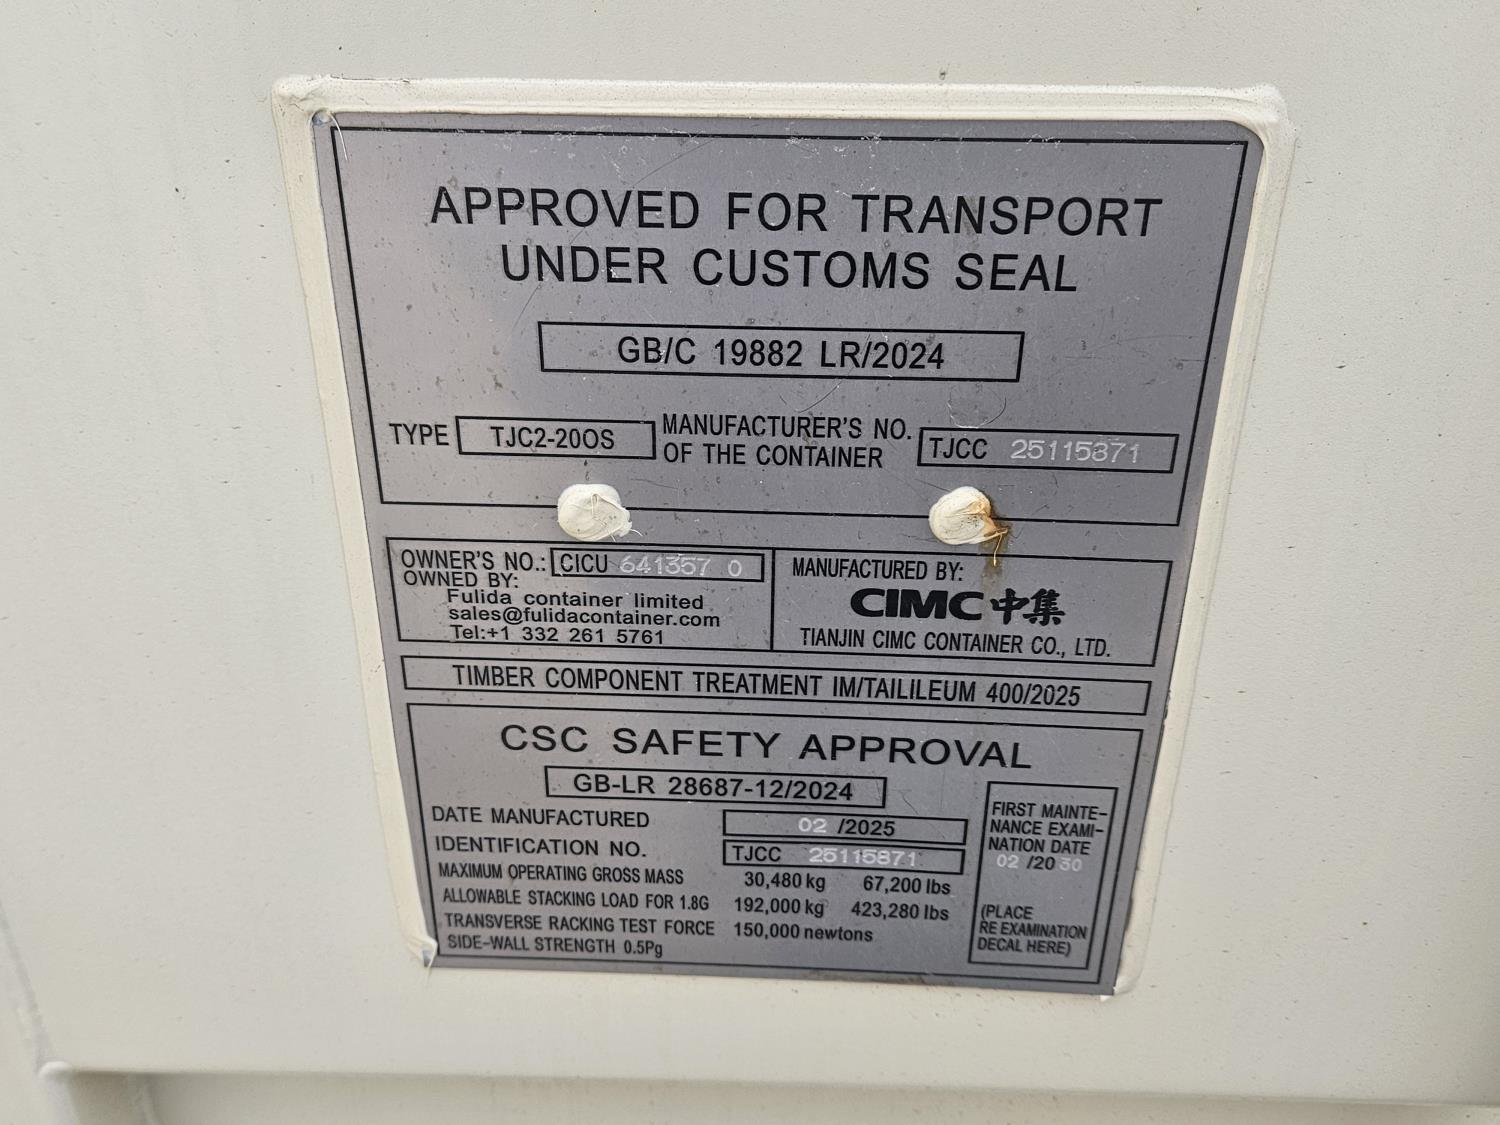 APPROVED FOR TRANSPORT
UNDER CUSTOMS SEAL
GB/C 19882 LR/2024
TYPE TJC2-20OS MANUFACTURER'S NO. OF THE CONTAINER TJCC 25115871
OWNER'S NO.: CICU 641357 0
OWNED BY:
Fulida container limited
sales@fulidacontainer.com
Tel:+1 332 261 5761
MANUFACTURED BY:
CIMC 中集
TIANJIN CIMC CONTAINER CO., LTD.
TIMBER COMPONENT TREATMENT IM/TAILILEUM 400/2025
CSC SAFETY APPROVAL
GB-LR 28687-12/2024
DATE MANUFACTURED 02 /2025
IDENTIFICATION NO. TJCC 25115871
MAXIMUM OPERATING GROSS MASS 30,480 kg 67,200 lbs
ALLOWABLE STACKING LOAD FOR 1.8G 192,000 kg 423,280 lbs
TRANSVERSE RACKING TEST FORCE 150,000 newtons
SIDE-WALL STRENGTH 0.5Pg
FIRST MAINTE-
NANCE EXAMI-
NATION DATE
02 /20 30
(PLACE
RE EXAMINATION
DECAL HERE)